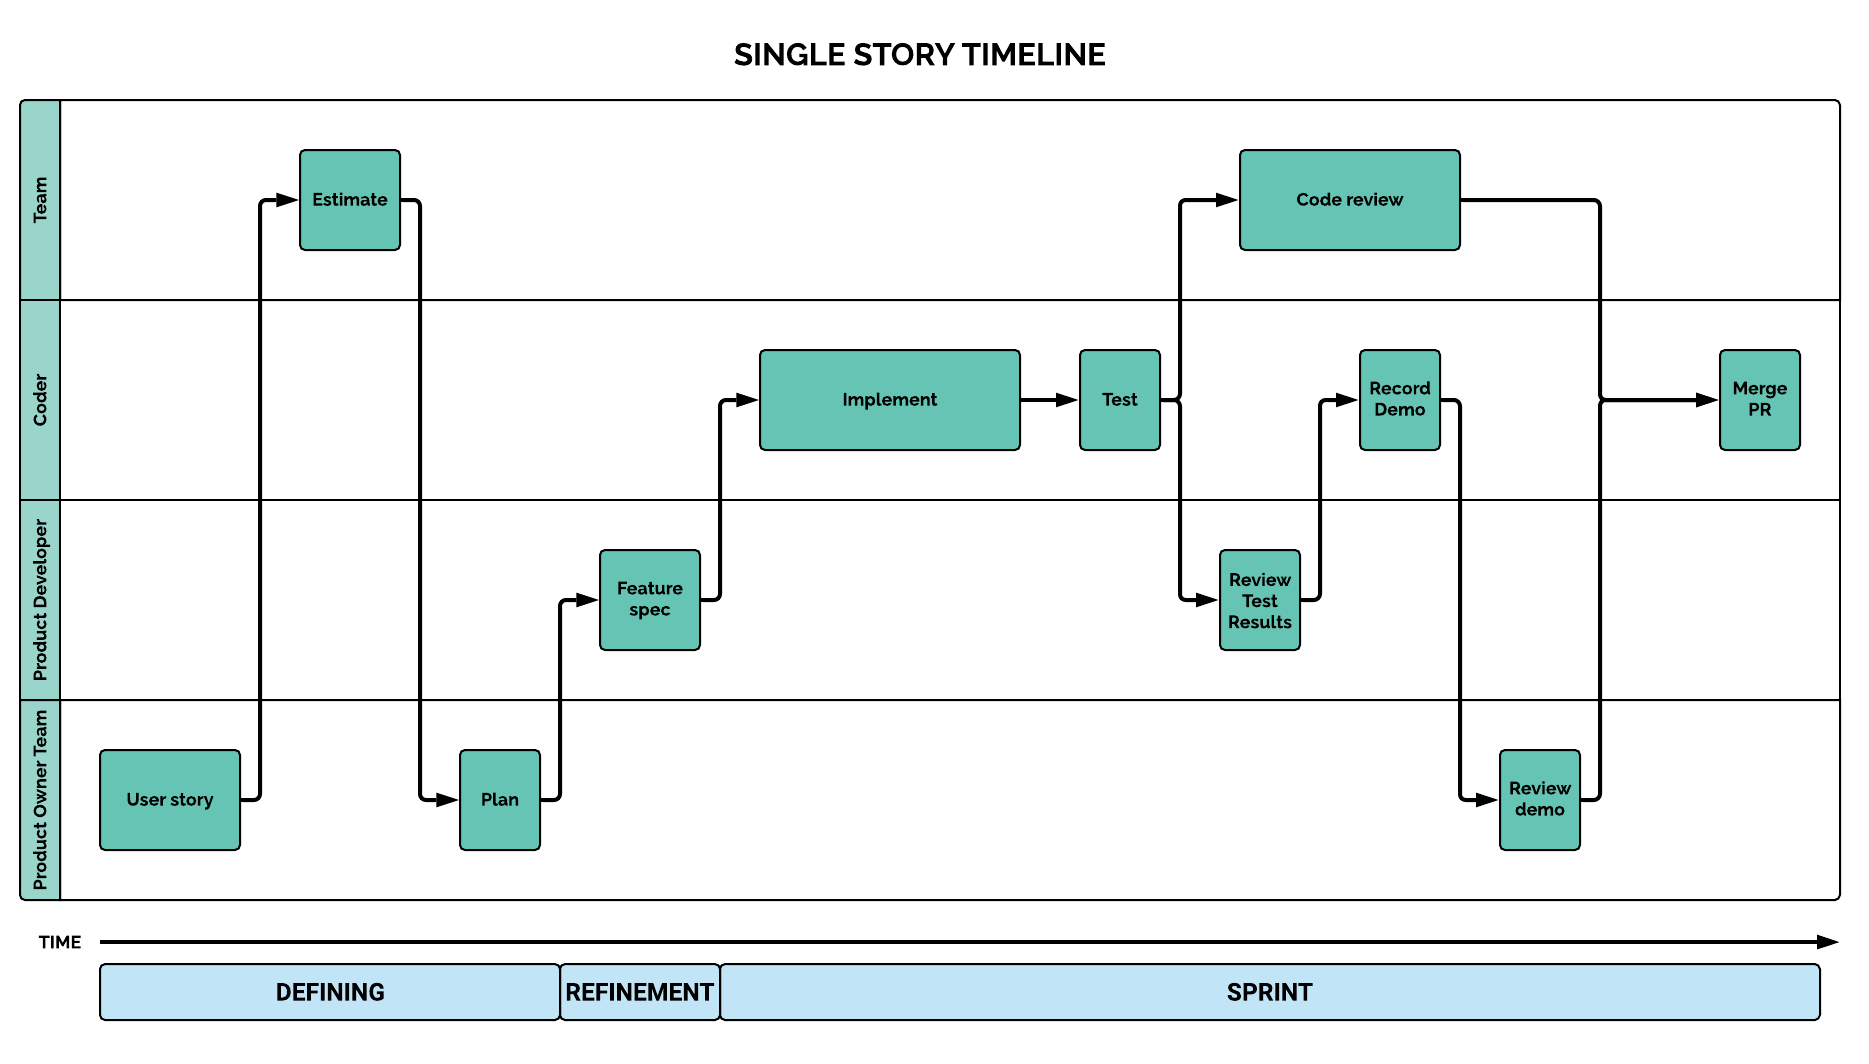 SINGLE STORY TIMELINE
Team
Estimate
Code review
Coder
Implement
Test
Record
Demo
Merge
PR
Product Developer
Feature
spec
Review
Test
Results
Product Owner Team
User story
Plan
Review
demo
TIME
DEFINING
REFINEMENT
SPRINT